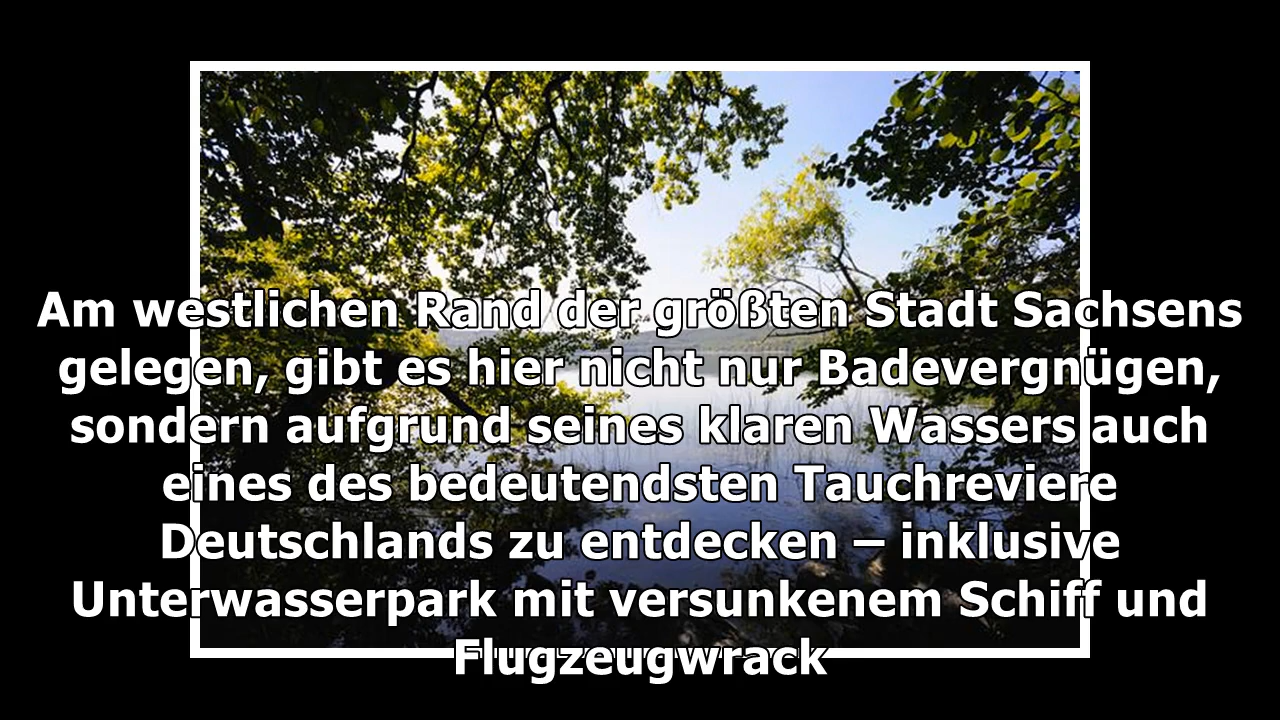 Am westlichen Rand der größten Stadt Sachsens
gelegen, gibt es hier nicht nur Badevergnügen,
sondern aufgrund seines klaren Wassers auch
eines des bedeutendsten Tauchreviere
Deutschlands zu entdecken – inklusive
Unterwasserpark mit versunkenem Schiff und
Flugzeugwrack